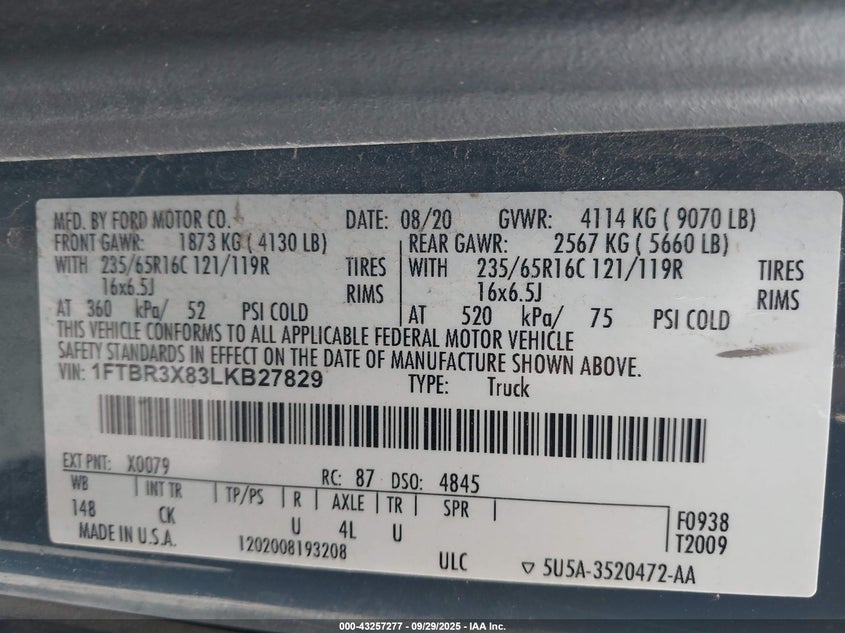 MFD. BY FORD MOTOR CO. DATE: 08/20 GVWR: 4114 KG ( 9070 LB)
FRONT GAWR: 1873 KG ( 4130 LB) REAR GAWR: 2567 KG ( 5660 LB)
WITH 235/65R16C 121/119R TIRES WITH 235/65R16C 121/119R TIRES
16x6.5J RIMS 16x6.5J RIMS
AT 360 kPa/ 52 PSI COLD AT 520 kPa/ 75 PSI COLD
THIS VEHICLE CONFORMS TO ALL APPLICABLE FEDERAL MOTOR VEHICLE
SAFETY STANDARDS IN EFFECT ON THE DATE OF MANUFACTURE SHOWN ABOVE.
VIN: 1FTBR3X83LKB27829 TYPE: Truck
EXT PNT: X0079 RC: 87 DSO: 4845
WB INT TR TP/PS R AXLE TR SPR
148 CK U 4L U F0938
MADE IN U.S.A. 1202008193208 T2009
ULC 5U5A-3520472-AA
000-43257277 - 09/29/2025 - IAA Inc.